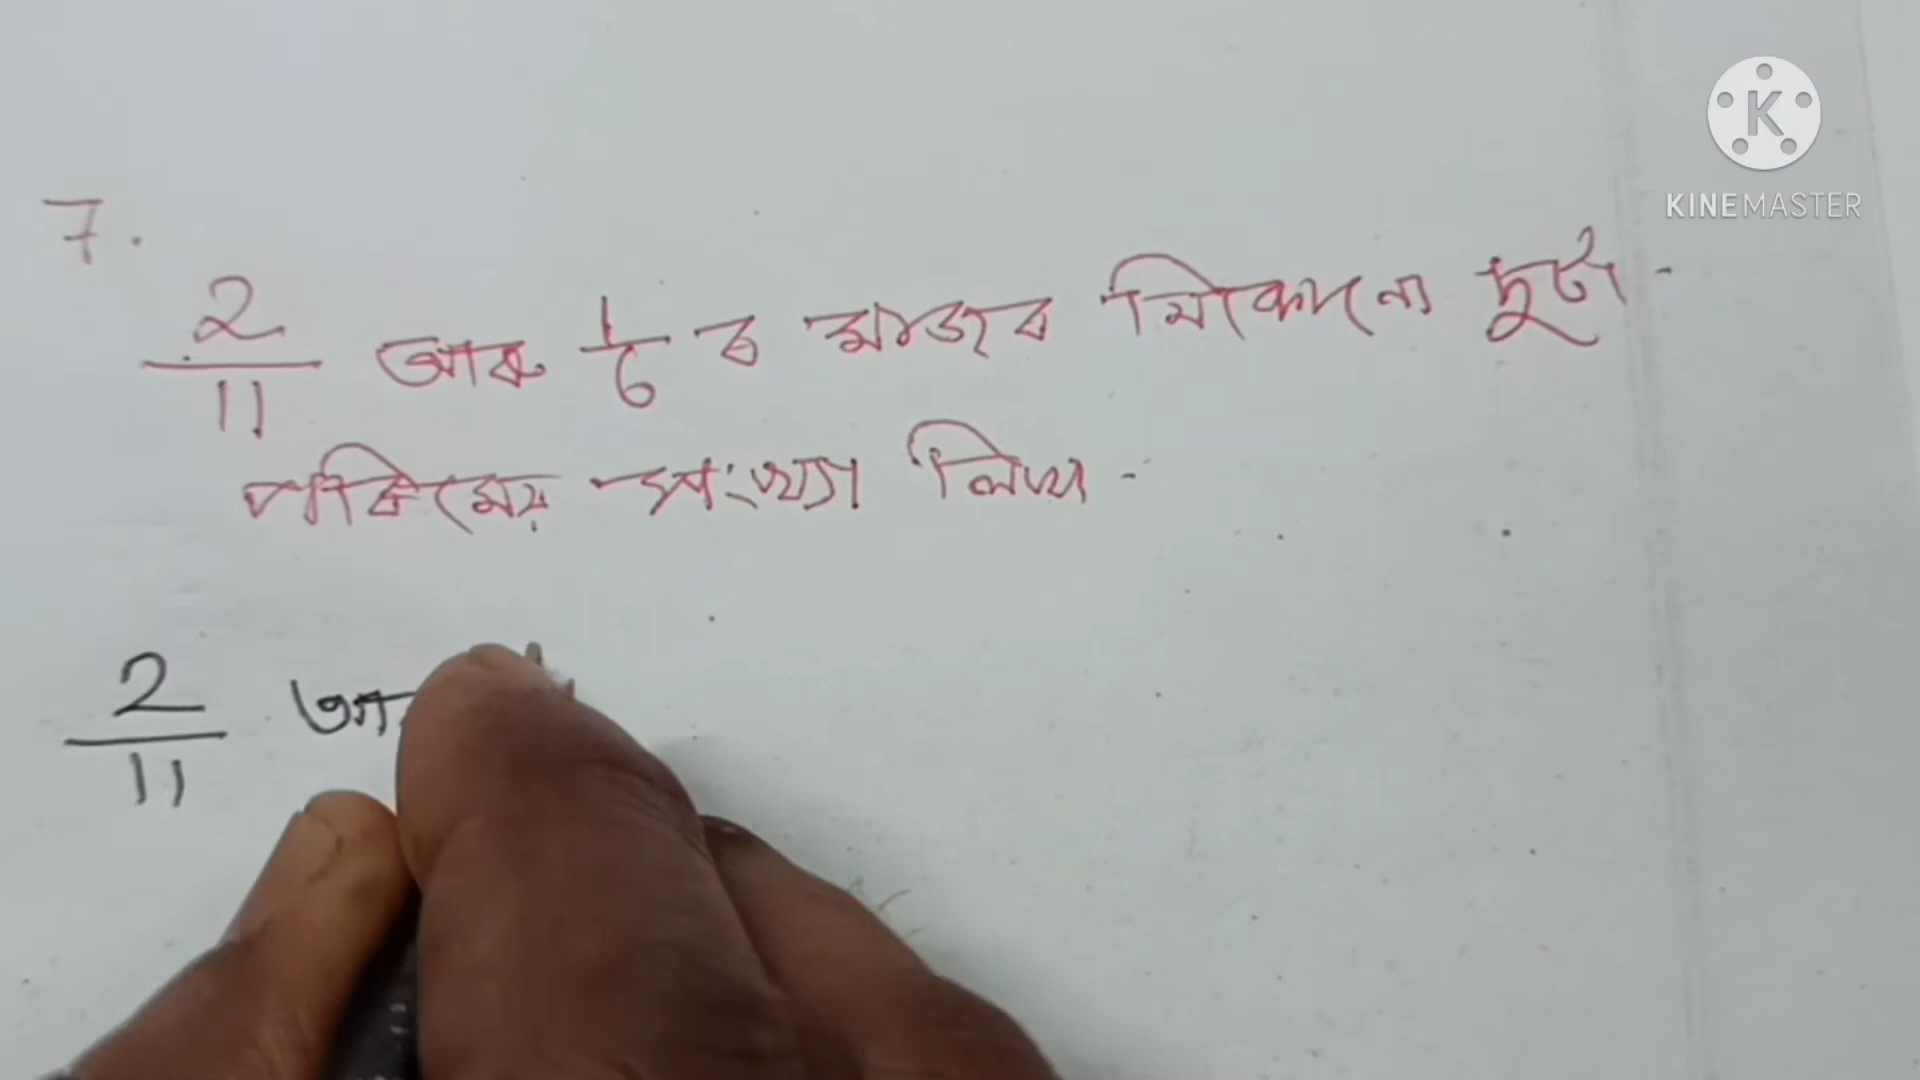 7.
2/11 আৰু 1/6 ৰ মাজৰ যিকোনো দুটা
পৰিমেয় সংখ্যা লিখা -
2/11
K
KINEMASTER